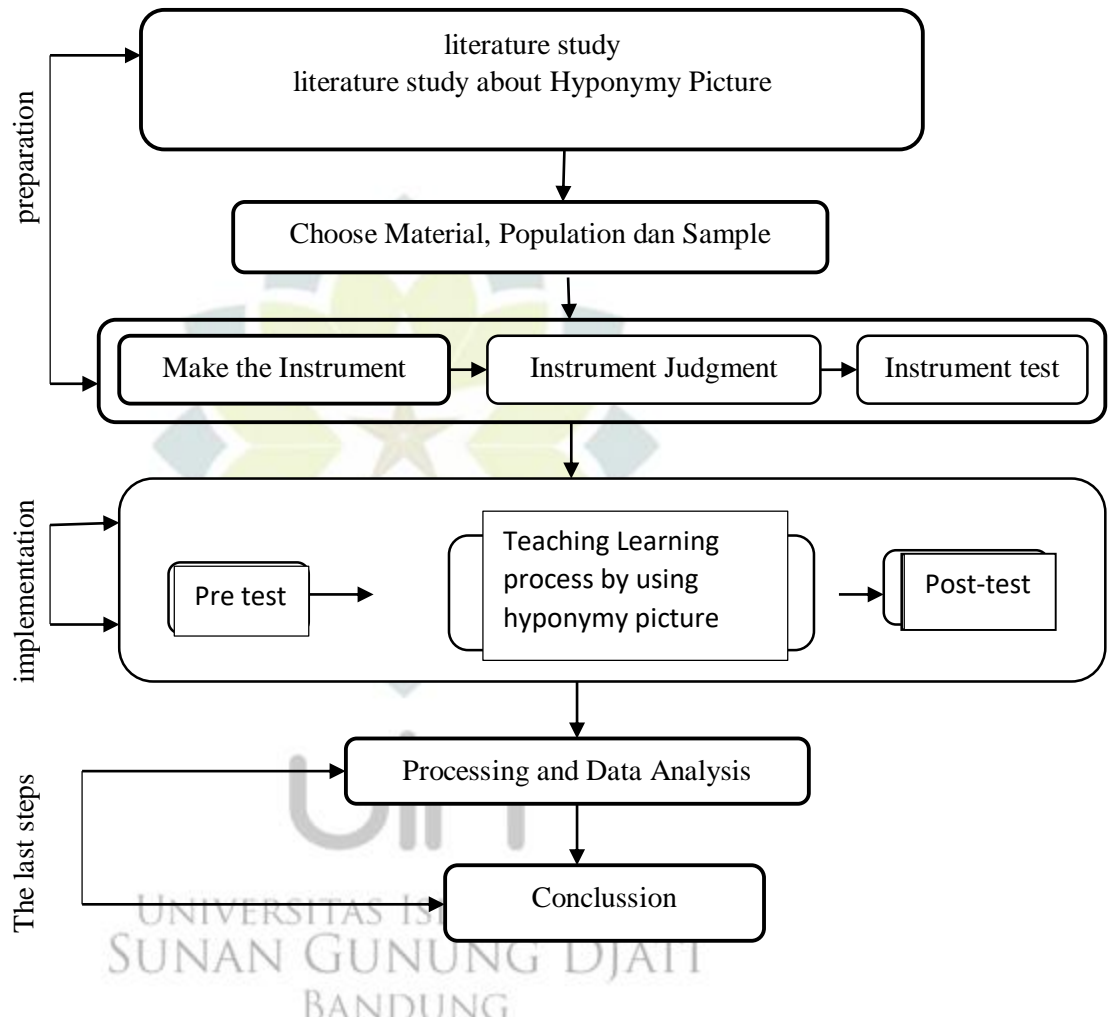 literature study
literature study about Hyponymy Picture
preparation
Choose Material, Population dan Sample
Make the Instrument
Instrument Judgment
Instrument test
implementation
Pre test
Teaching Learning
process by using
hyponymy picture
Post-test
The last steps
Processing and Data Analysis
Conclussion
UNIVERSITAS
SUNAN GUNUNG DJATI
BANDUNG